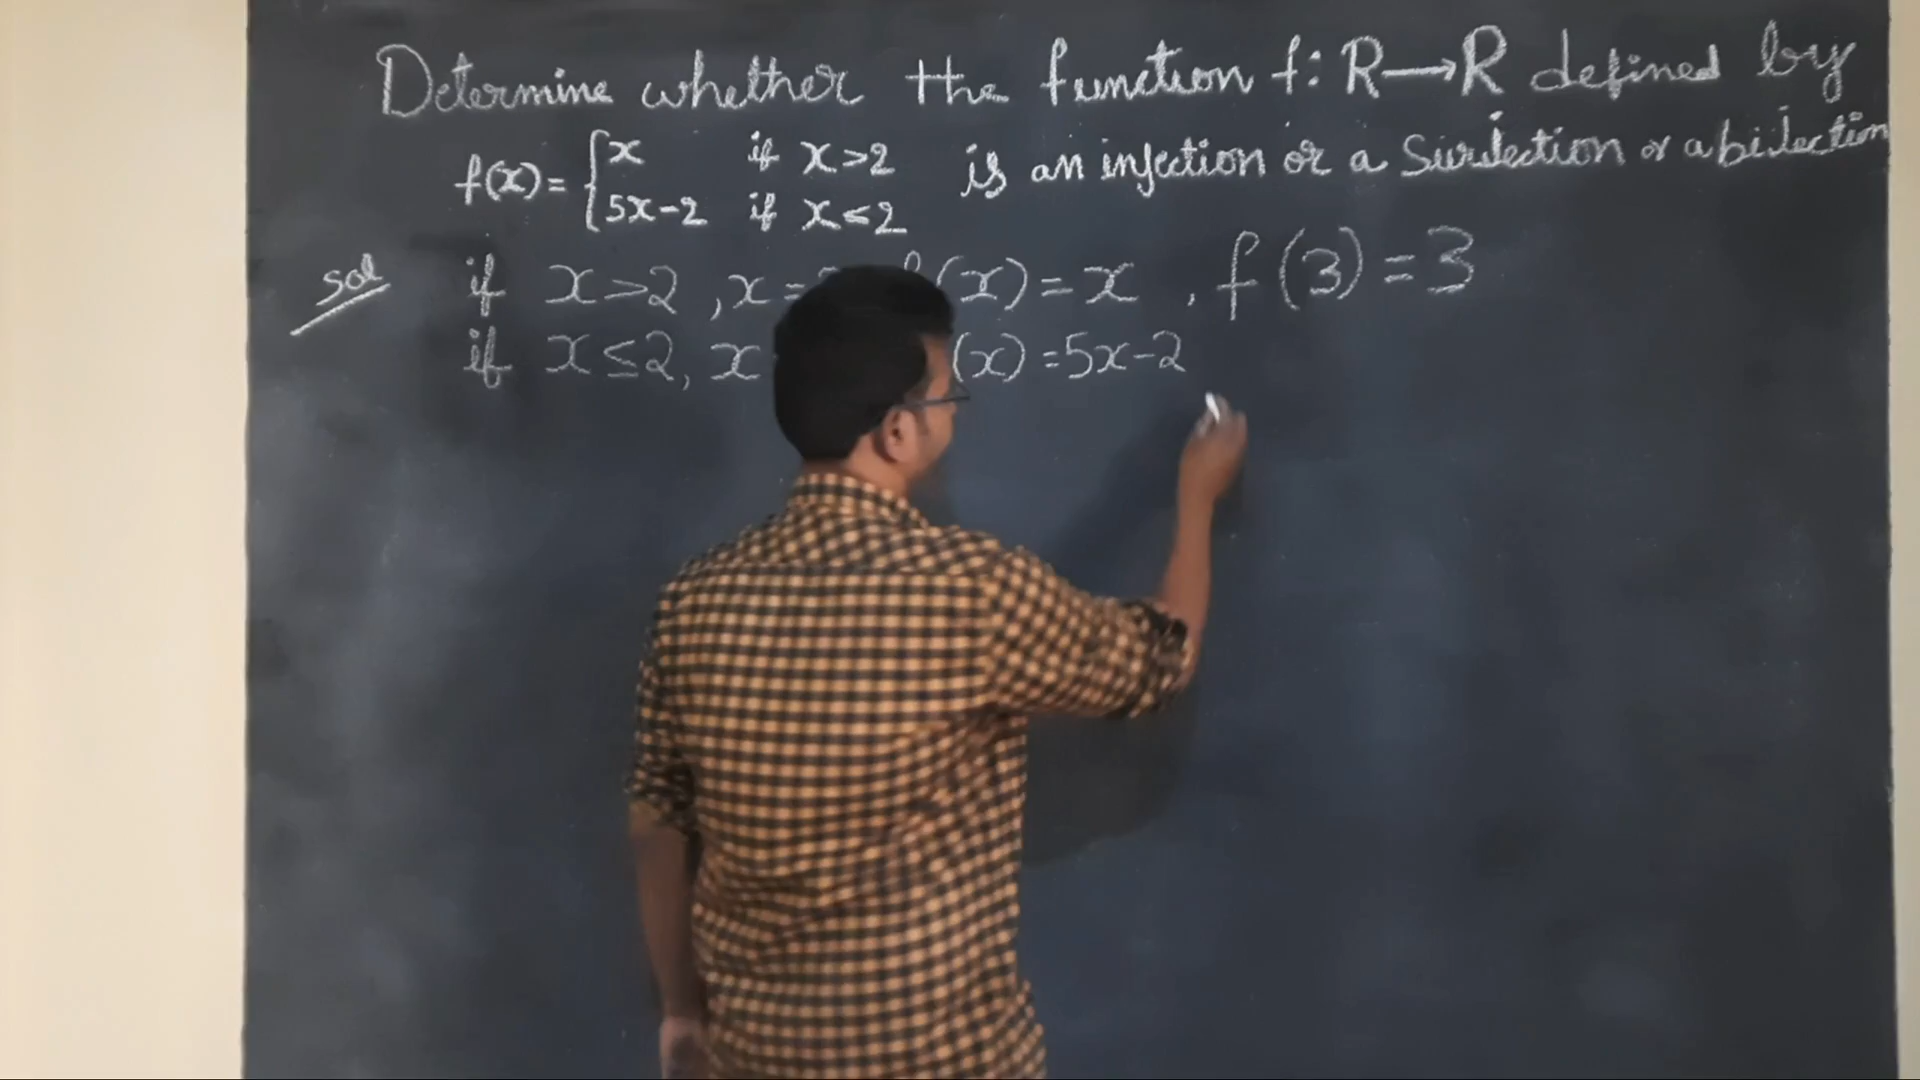 Determine whether the function f: R→R defined by
f(x) = { x if x>2 is an injection or a surjection or a bijection
5x-2 if x≤2
sol if x>2, x= (x) = x, f(3) = 3
if x≤2, x (x) = 5x-2